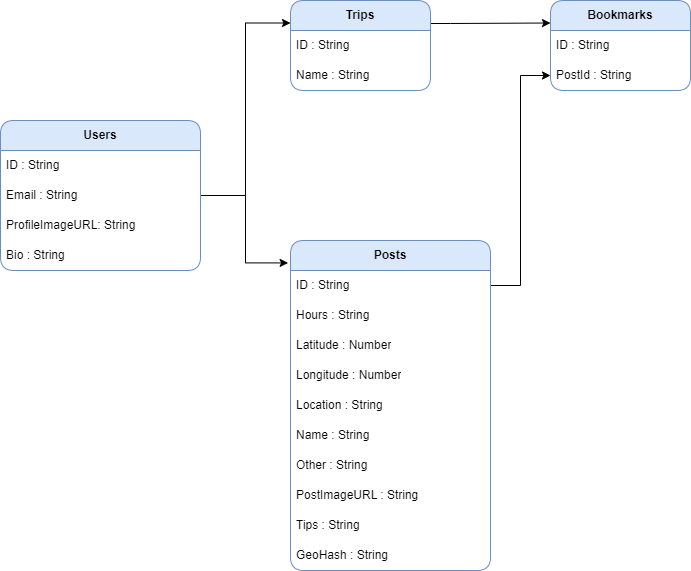 Trips
ID : String
Name : String
Bookmarks
ID : String
PostId : String
Users
ID : String
Email : String
ProfileImageURL: String
Bio : String
Posts
ID : String
Hours : String
Latitude : Number
Longitude : Number
Location : String
Name : String
Other : String
PostImageURL : String
Tips : String
GeoHash : String